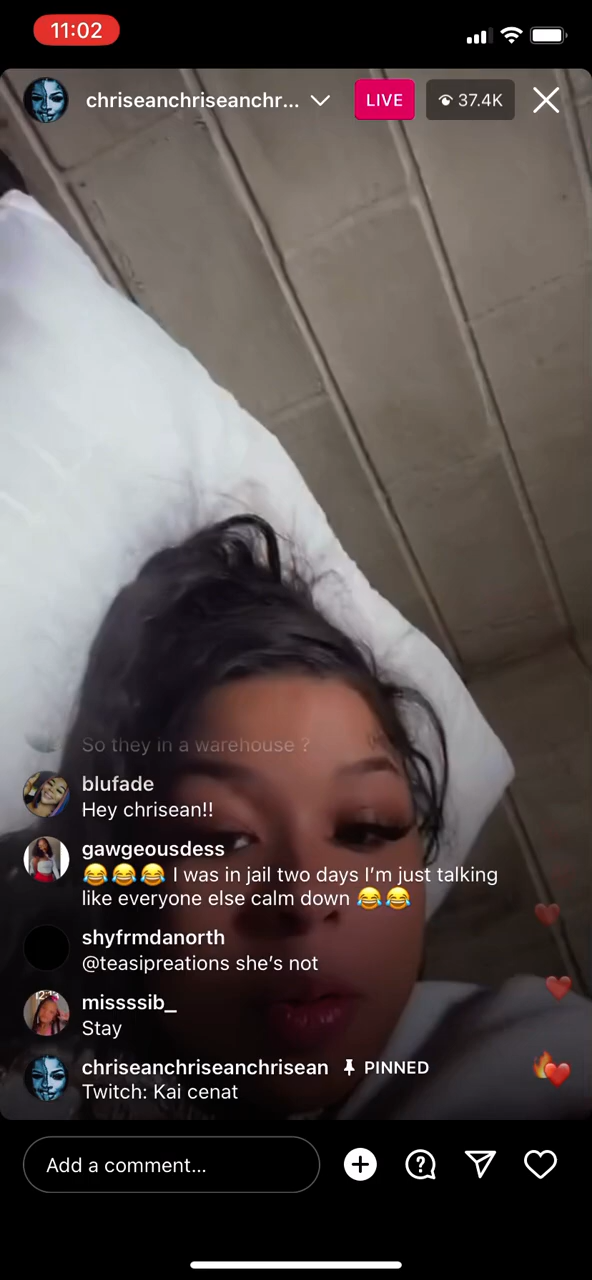 11:02
chriseanchriseanchr...
LIVE
37.4K
So they in a warehouse ?
blufade
Hey chrisean!!
gawgeousdess
😂😂😂 I was in jail two days I’m just talking
like everyone else calm down 😂😂
shyfrmdanorth
@teasipreations she’s not
missssib_
Stay
chriseanchriseanchrisean PINNED
Twitch: Kai cenat
Add a comment...